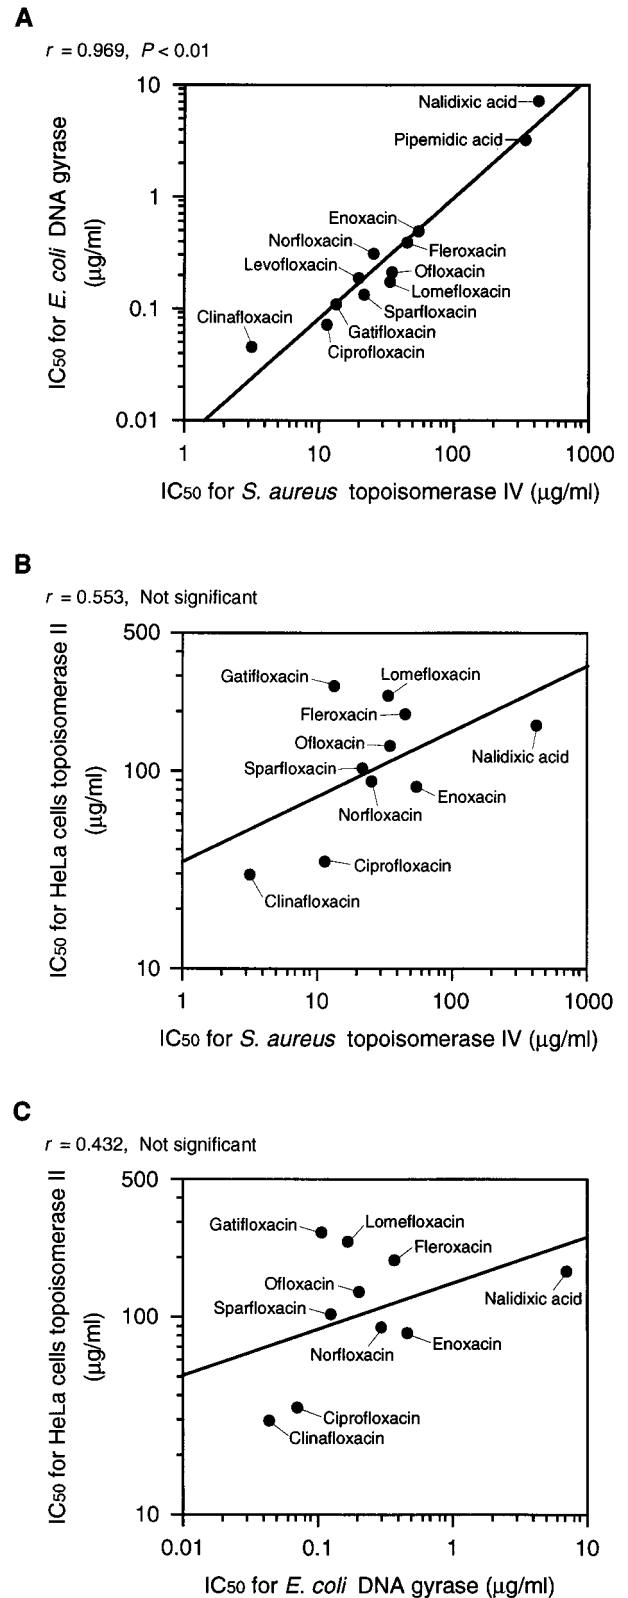 A
r = 0.969, P < 0.01
IC50 for E. coli DNA gyrase
(μg/ml)
10
1
0.1
0.01
Nalidixic acid
Pipemidic acid
Enoxacin
Norfloxacin
Fleroxacin
Levofloxacin
Ofloxacin
Lomefloxacin
Sparfloxacin
Clinafloxacin
Gatifloxacin
Ciprofloxacin
1 10 100 1000
IC50 for S. aureus topoisomerase IV (μg/ml)
B
r = 0.553, Not significant
IC50 for HeLa cells topoisomerase II
(μg/ml)
500
100
10
Gatifloxacin
Lomefloxacin
Fleroxacin
Ofloxacin
Nalidixic acid
Sparfloxacin
Enoxacin
Norfloxacin
Ciprofloxacin
Clinafloxacin
1 10 100 1000
IC50 for S. aureus topoisomerase IV (μg/ml)
C
r = 0.432, Not significant
IC50 for HeLa cells topoisomerase II
(μg/ml)
500
100
10
Gatifloxacin
Lomefloxacin
Fleroxacin
Ofloxacin
Nalidixic acid
Sparfloxacin
Enoxacin
Norfloxacin
Ciprofloxacin
Clinafloxacin
0.01 0.1 1 10
IC50 for E. coli DNA gyrase (μg/ml)